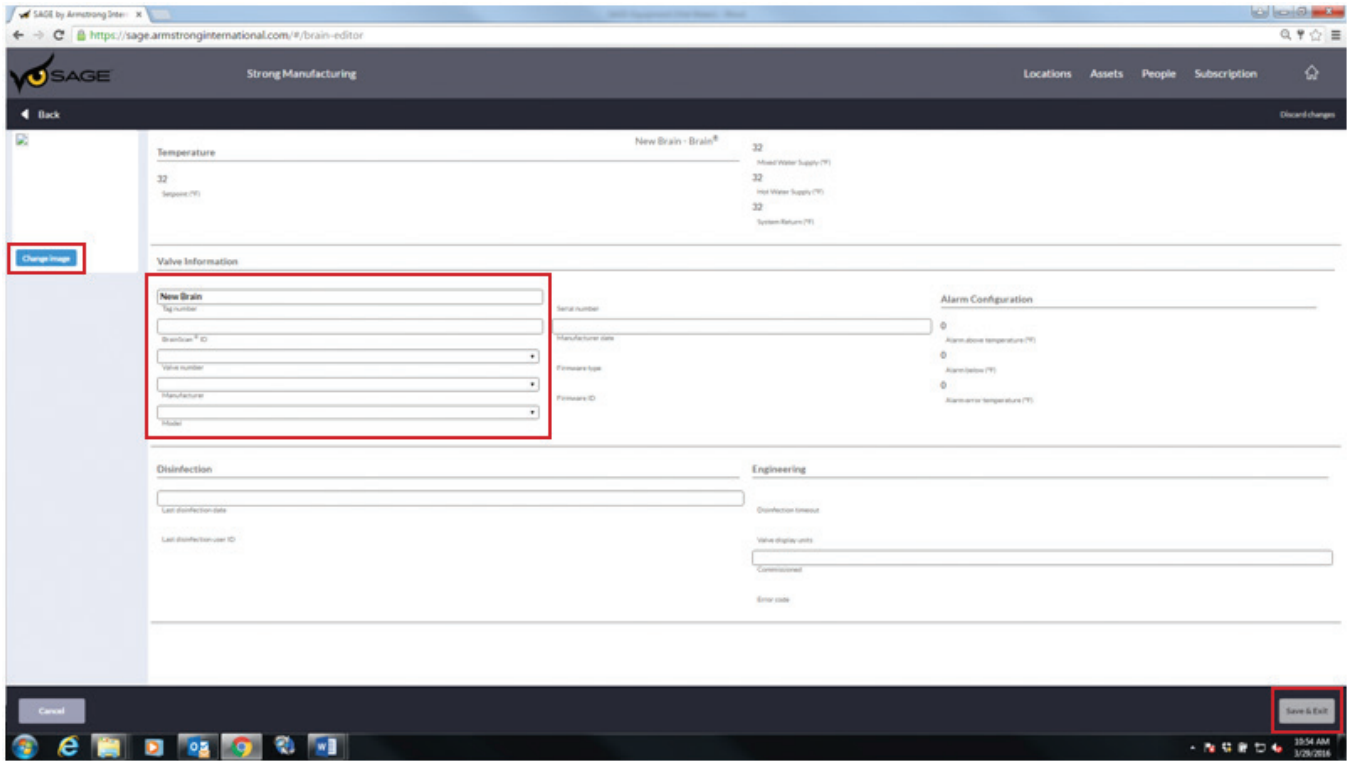 SAGE by Armstrong Inter
https://sage.armstronginternational.com/#/brain-editor
SAGE
Strong Manufacturing
Locations Assets People Subscription
Back
Discard changes
New Brain - Brain®
Temperature
32
Setpoint (°F)
32
Mixed Water Supply (°F)
32
Hot Water Supply (°F)
32
System Return (°F)
Change image
Valve Information
New Brain
Tag number
BrainScan® ID
Valve number
Manufacturer
Model
Serial number
Manufacturer date
Firmware type
Firmware ID
Alarm Configuration
0
Alarm above temperature (°F)
0
Alarm below (°F)
0
Alarm error temperature (°F)
Disinfection
Last disinfection date
Last disinfection user ID
Engineering
Disinfection timeout
Valve display units
Commissioned
Error code
Cancel
Save & Exit
10:54 AM
3/29/2016